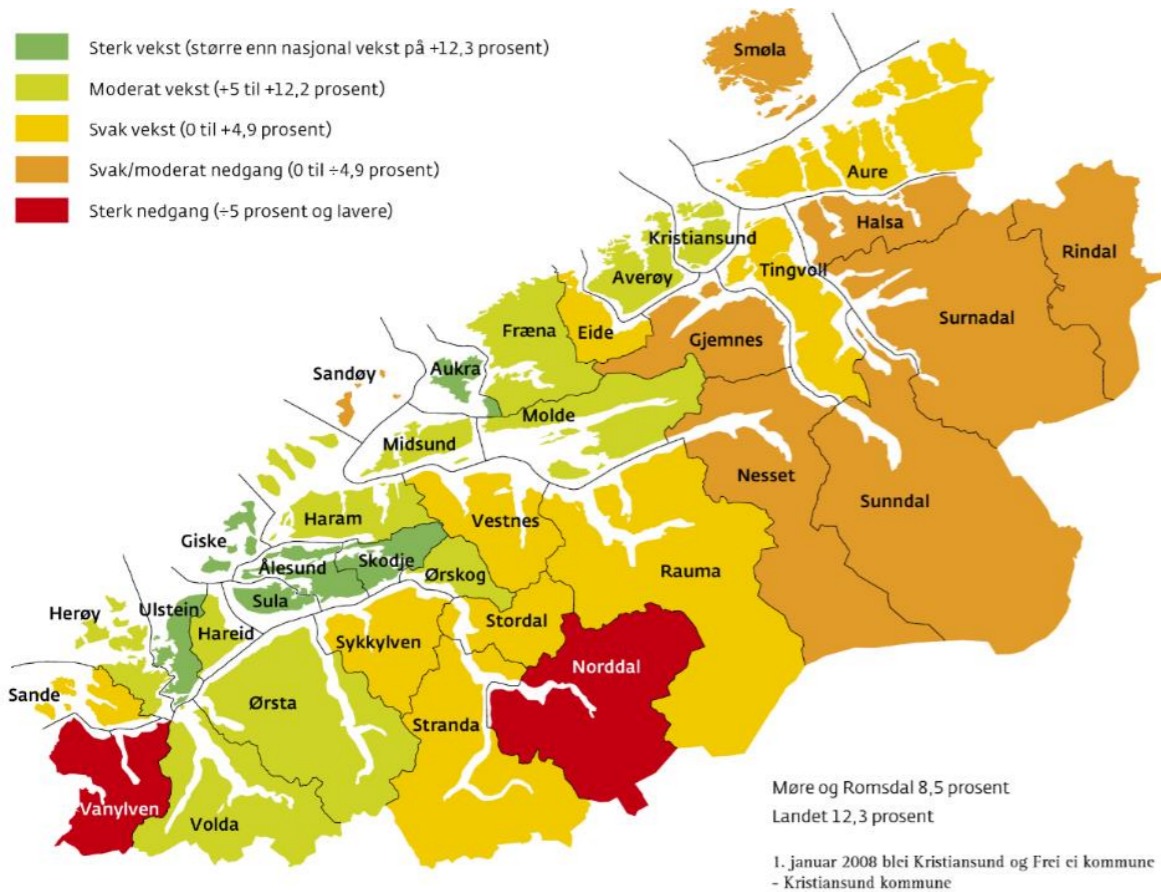 Sterk vekst (større enn nasjonal vekst på +12,3 prosent)
Moderat vekst (+5 til +12,2 prosent)
Svak vekst (0 til +4,9 prosent)
Svak/moderat nedgang (0 til ÷4,9 prosent)
Sterk nedgang (÷5 prosent og lavere)
Smøla
Aure
Halsa
Rindal
Kristiansund
Averøy
Tingvoll
Surnadal
Fræna
Eide
Gjemnes
Aukra
Sandøy
Molde
Midsund
Nesset
Sunndal
Haram
Vestnes
Giske
Ålesund
Skodje
Ørskog
Rauma
Sula
Herøy
Ulstein
Hareid
Stordal
Sykkylven
Norddal
Sande
Ørsta
Stranda
Vanylven
Volda
Møre og Romsdal 8,5 prosent
Landet 12,3 prosent
1. januar 2008 blei Kristiansund og Frei ei kommune
- Kristiansund kommune